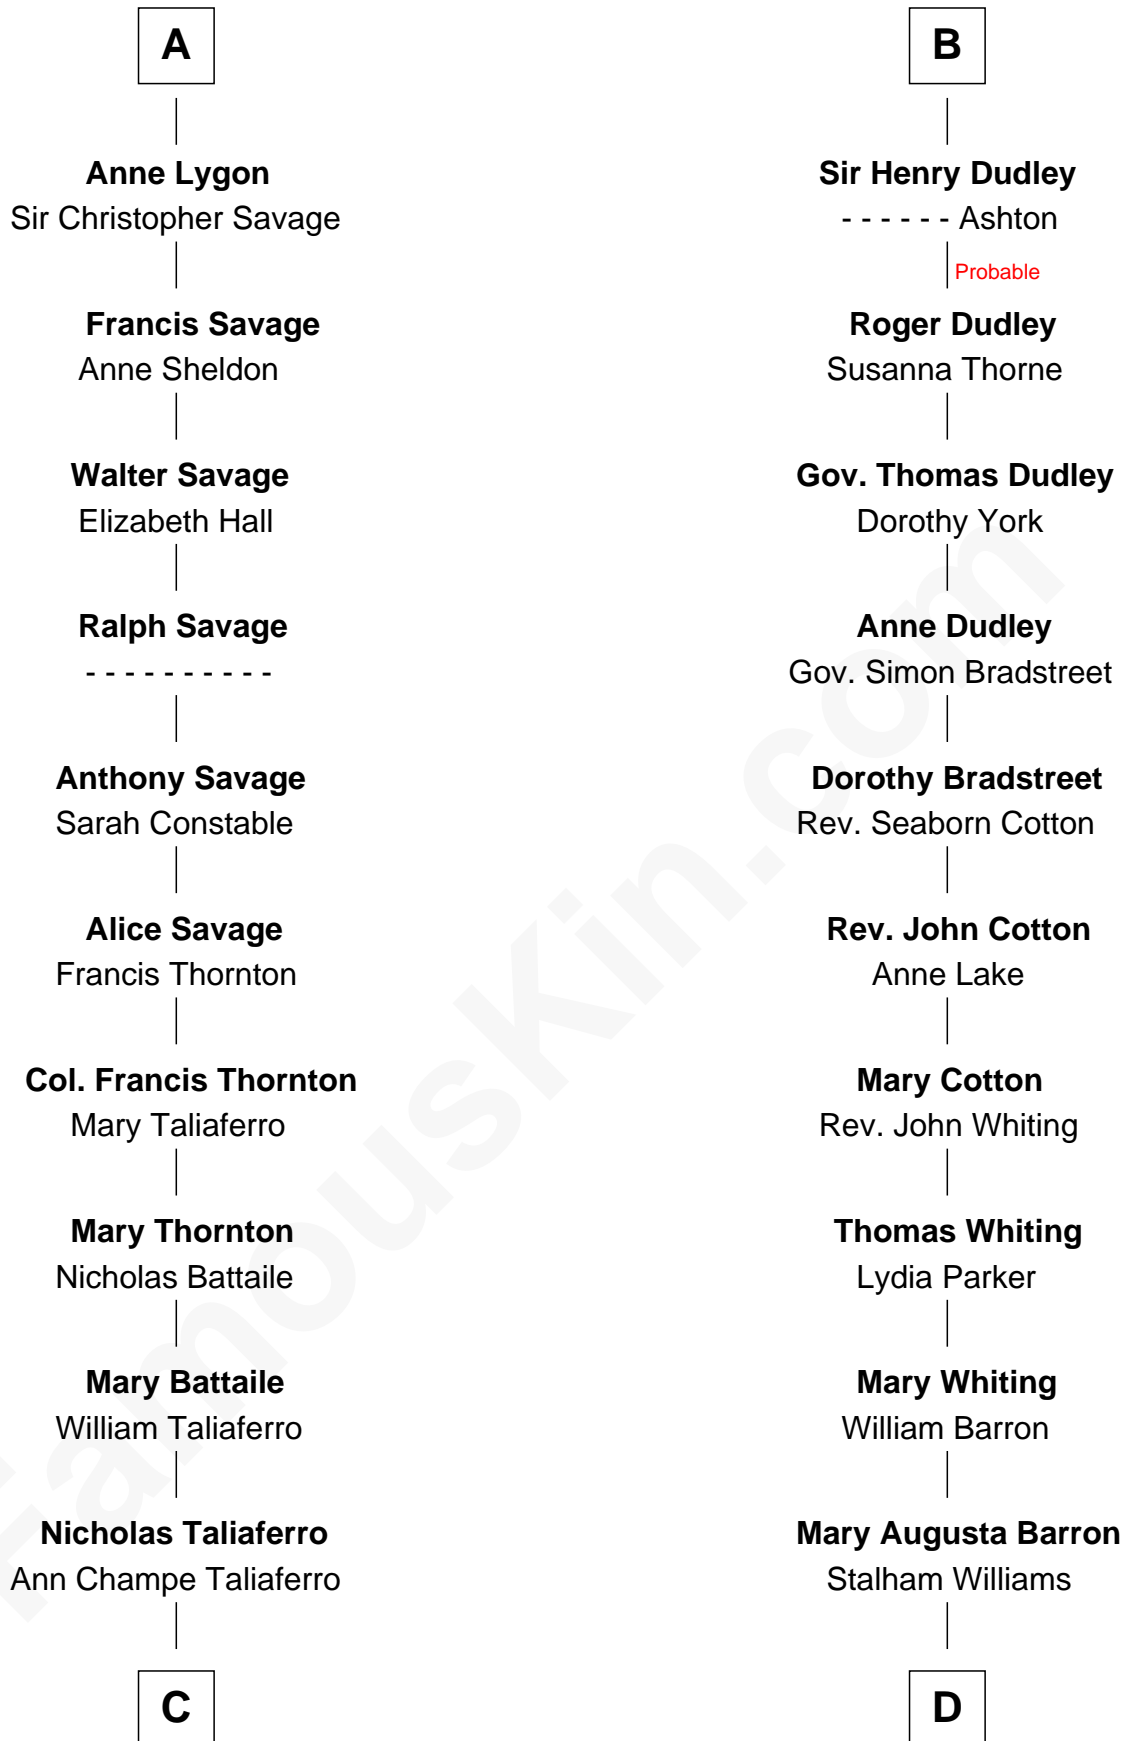 A
Anne Lygon
Sir Christopher Savage
Francis Savage
Anne Sheldon
Walter Savage
Elizabeth Hall
Ralph Savage
- - - - - - - - - -
Anthony Savage
Sarah Constable
Alice Savage
Francis Thornton
Col. Francis Thornton
Mary Taliaferro
Mary Thornton
Nicholas Battaile
Mary Battaile
William Taliaferro
Nicholas Taliaferro
Ann Champe Taliaferro
C
B
Sir Henry Dudley
- - - - - - Ashton
Probable
Roger Dudley
Susanna Thorne
Gov. Thomas Dudley
Dorothy York
Anne Dudley
Gov. Simon Bradstreet
Dorothy Bradstreet
Rev. Seaborn Cotton
Rev. John Cotton
Anne Lake
Mary Cotton
Rev. John Whiting
Thomas Whiting
Lydia Parker
Mary Whiting
William Barron
Mary Augusta Barron
Stalham Williams
D
FamousKin.com